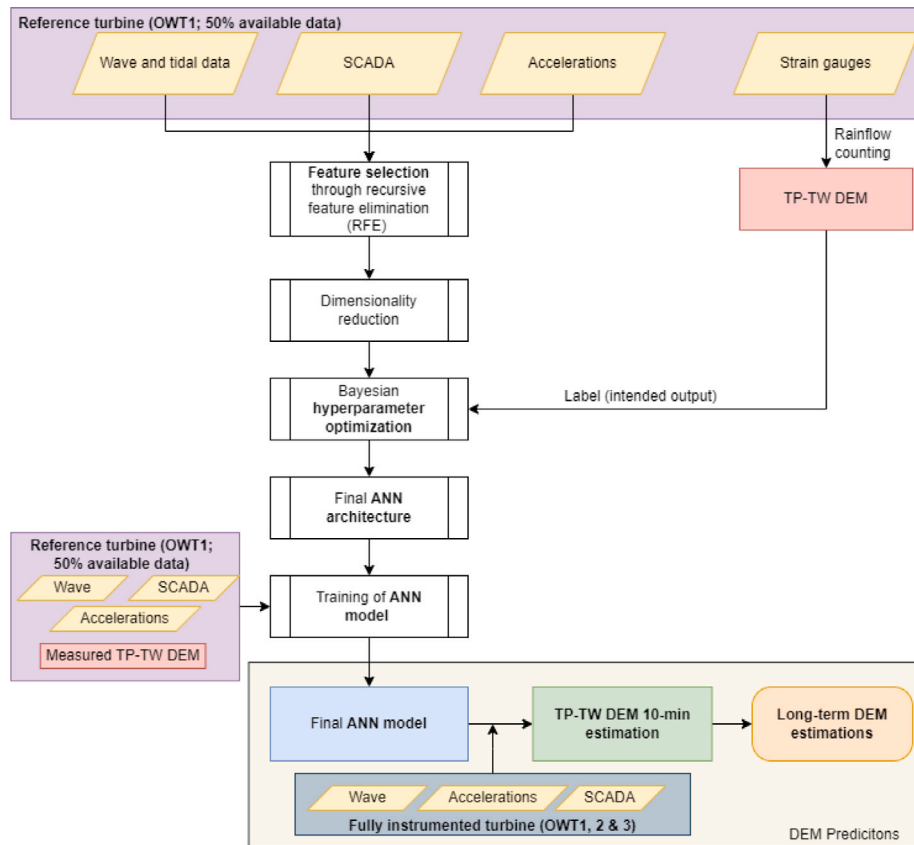 Reference turbine (OWT1; 50% available data)
Wave and tidal data
SCADA
Accelerations
Strain gauges
Rainflow
counting
TP-TW DEM
Feature selection
through recursive
feature elimination
(RFE)
Dimensionality
reduction
Bayesian
hyperparameter
optimization
Label (intended output)
Final ANN
architecture
Reference turbine (OWT1;
50% available data)
Wave
SCADA
Accelerations
Measured TP-TW DEM
Training of ANN
model
Final ANN model
TP-TW DEM 10-min
estimation
Long-term DEM
estimations
Wave
Accelerations
SCADA
Fully instrumented turbine (OWT1, 2 & 3)
DEM Predicitons